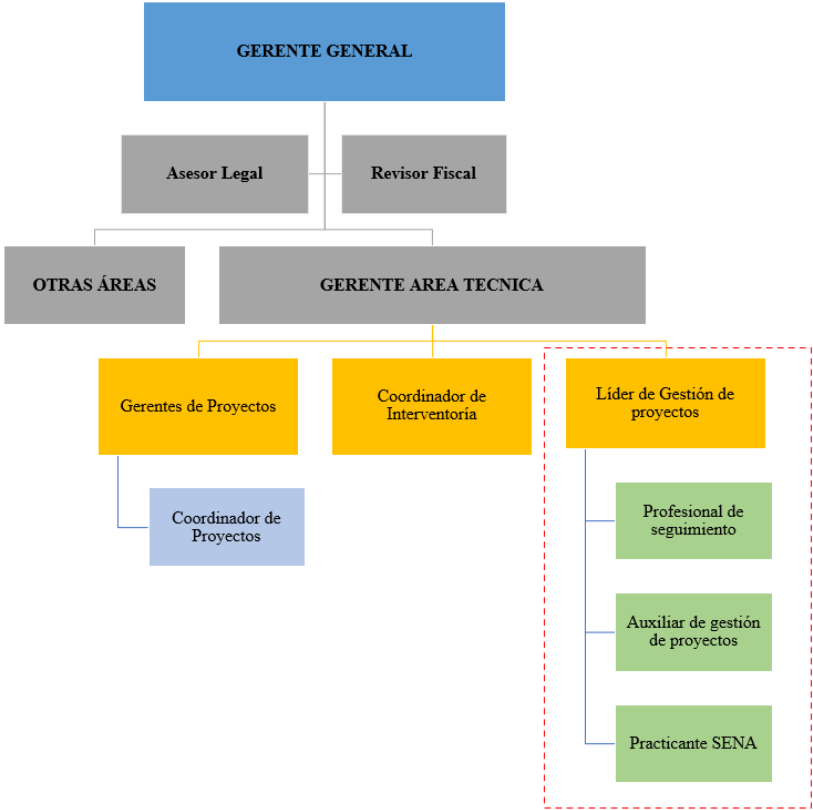 GERENTE GENERAL
Asesor Legal
Revisor Fiscal
OTRAS ÁREAS
GERENTE AREA TECNICA
Gerentes de Proyectos
Coordinador de
Interventoría
Líder de Gestión de
proyectos
Coordinador de
Proyectos
Profesional de
seguimiento
Auxiliar de gestión
de proyectos
Practicante SENA